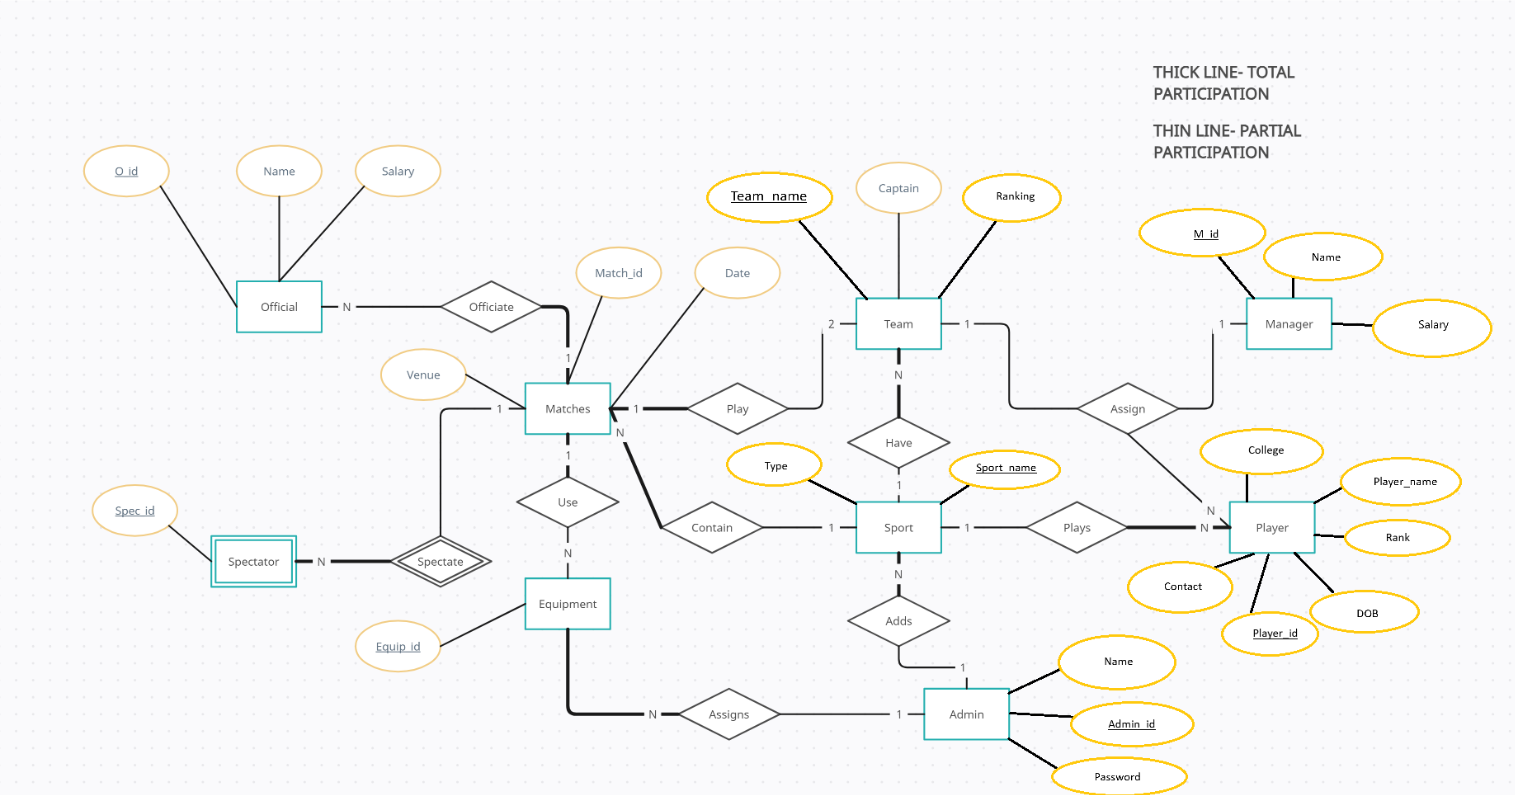 THICK LINE- TOTAL
PARTICIPATION
THIN LINE- PARTIAL
PARTICIPATION
O_id
Name
Salary
Team_name
Captain
Ranking
M_id
Name
Salary
Match_id
Date
Official
N
Officiate
1
2
Team
1
1
Manager
Venue
1
Matches
1
Play
N
Assign
N
1
Have
College
Type
Sport_name
Player_name
1
Use
N
Contain
1
Sport
1
Plays
N
Player
Rank
Spec_id
Spectator
N
Spectate
N
N
Contact
DOB
Equipment
Adds
Player_id
Equip_id
1
Name
N
Assigns
1
Admin
Admin_id
Password